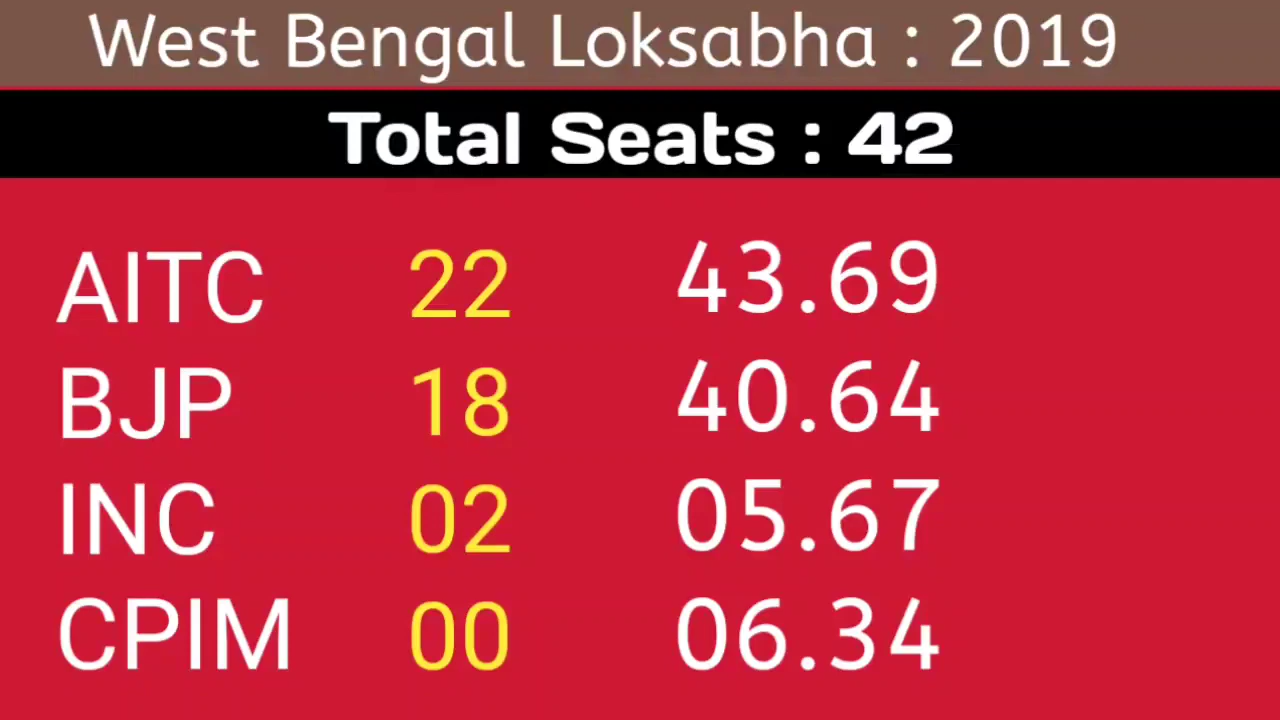 West Bengal Loksabha : 2019
Total Seats : 42
AITC 22 43.69
BJP 18 40.64
INC 02 05.67
CPIM 00 06.34